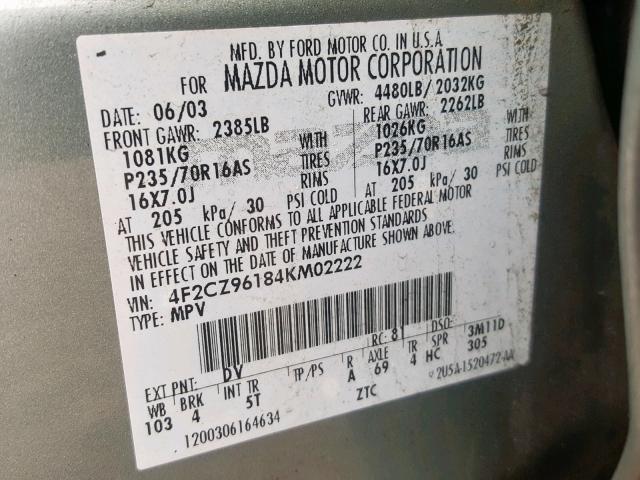 MFD. BY FORD MOTOR CO. IN U.S.A
FOR MAZDA MOTOR CORPORATION
DATE: 06/03 GVWR: 4480LB/ 2032KG
FRONT GAWR: 2385LB REAR GAWR: 2262LB
1081KG WITH 1026KG WITH
P235/70R16AS TIRES P235/70R16AS TIRES
16X7.0J RIMS 16X7.0J RIMS
AT 205 kPa/ 30 PSI COLD AT 205 kPa/ 30 PSI COLD
THIS VEHICLE CONFORMS TO ALL APPLICABLE FEDERAL MOTOR
VEHICLE SAFETY AND THEFT PREVENTION STANDARDS
IN EFFECT ON THE DATE OF MANUFACTURE SHOWN ABOVE.
VIN: 4F2CZ96184KM02222
TYPE: MPV
EXT PNT: DV RC: 81 DSO:
WB BRK INT TR TP/PS R AXLE TR SPR 3M11D
103 4 5T A 69 4 HC 305
ZTC 2U5A-1520472-AA
1200306164634